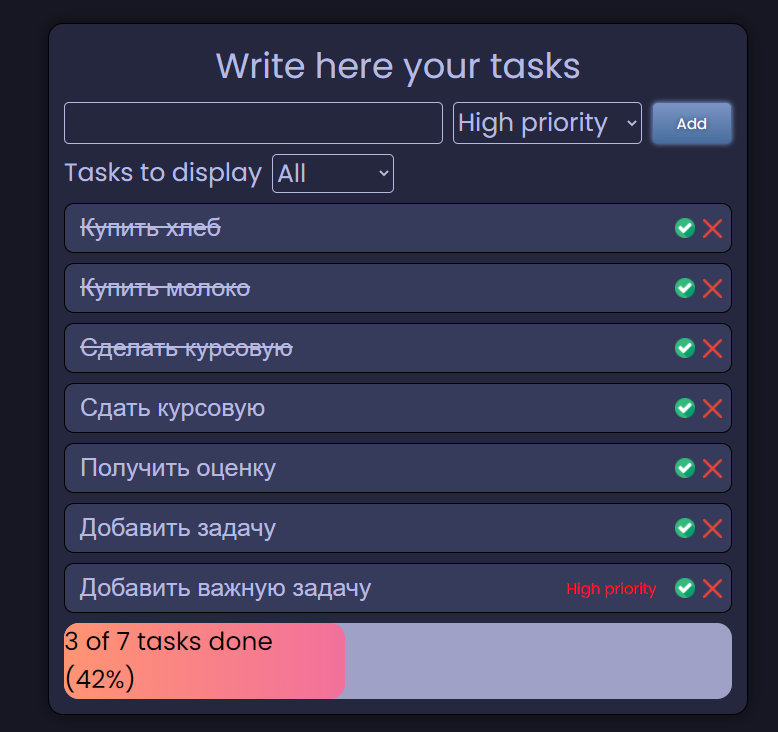 Write here your tasks
High priority
Add
Tasks to display All
Купить хлеб
Купить молоко
Сделать курсовую
Сдать курсовую
Получить оценку
Добавить задачу
Добавить важную задачу High priority
3 of 7 tasks done
(42%)